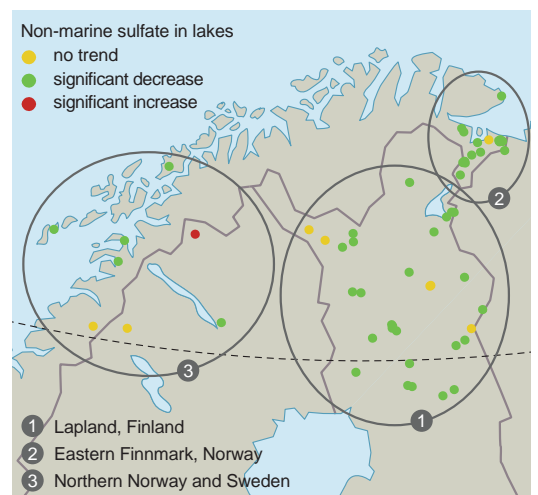 Non-marine sulfate in lakes
no trend
significant decrease
significant increase
2
3
1
1 Lapland, Finland
2 Eastern Finnmark, Norway
3 Northern Norway and Sweden